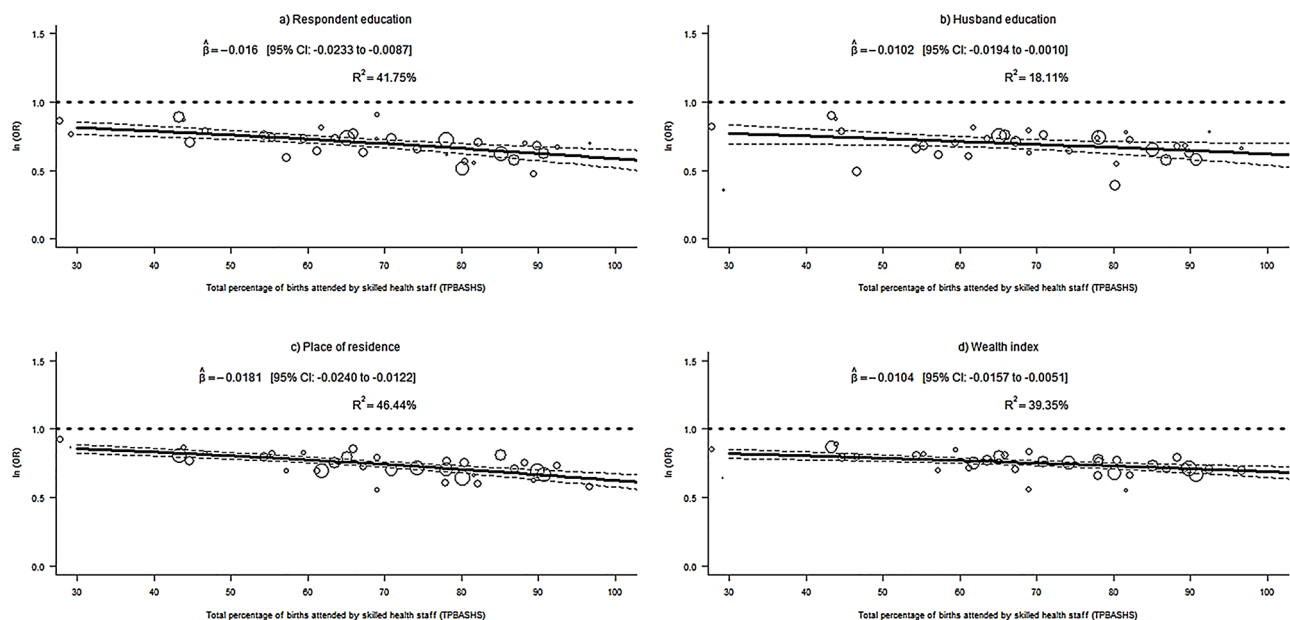 a) Respondent education
β̂ = −0.016 [95% CI: -0.0233 to -0.0087]
R² = 41.75%
1.5
1.0
0.5
0.0
ln (OR)
30 40 50 60 70 80 90 100
Total percentage of births attended by skilled health staff (TPBASHS)
b) Husband education
β̂ = −0.0102 [95% CI: -0.0194 to -0.0010]
R² = 18.11%
1.5
1.0
0.5
0.0
ln (OR)
30 40 50 60 70 80 90 100
Total percentage of births attended by skilled health staff (TPBASHS)
c) Place of residence
β̂ = −0.0181 [95% CI: -0.0240 to -0.0122]
R² = 46.44%
1.5
1.0
0.5
0.0
ln (OR)
30 40 50 60 70 80 90 100
Total percentage of births attended by skilled health staff (TPBASHS)
d) Wealth index
β̂ = −0.0104 [95% CI: -0.0157 to -0.0051]
R² = 39.35%
1.5
1.0
0.5
0.0
ln (OR)
30 40 50 60 70 80 90 100
Total percentage of births attended by skilled health staff (TPBASHS)